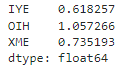 IYE    0.618257
OIH    1.057266
XME    0.735193
dtype: float64